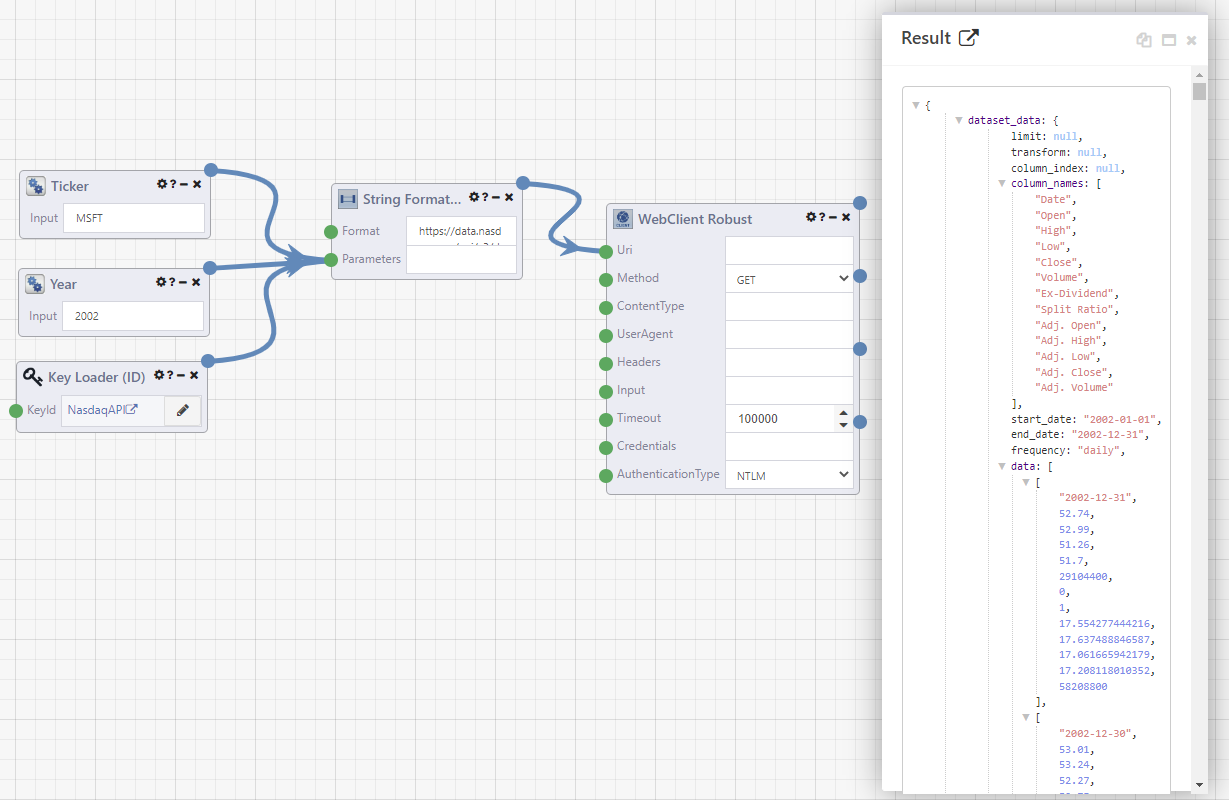 Ticker
?
Input
MSFT
Year
?
Input
2002
Key Loader (ID)
?
KeyId
NasdaqAPI
String Format...
?
Format
https://data.nasd
Parameters
WebClient Robust
?
Uri
Method
GET
ContentType
UserAgent
Headers
Input
Timeout
100000
Credentials
AuthenticationType
NTLM
Result
{
dataset_data: {
limit: null,
transform: null,
column_index: null,
column_names: [
"Date",
"Open",
"High",
"Low",
"Close",
"Volume",
"Ex-Dividend",
"Split Ratio",
"Adj. Open",
"Adj. High",
"Adj. Low",
"Adj. Close",
"Adj. Volume"
],
start_date: "2002-01-01",
end_date: "2002-12-31",
frequency: "daily",
data: [
[
"2002-12-31",
52.74,
52.99,
51.26,
51.7,
29104400,
0,
1,
17.554277444216,
17.637488846587,
17.061665942179,
17.208118010352,
58208800
],
[
"2002-12-30",
53.01,
53.24,
52.27,